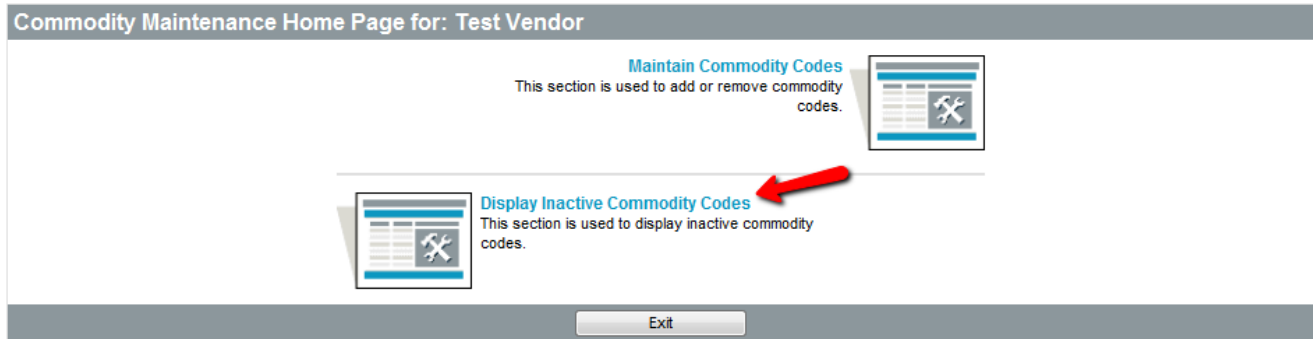 Commodity Maintenance Home Page for: Test Vendor
Maintain Commodity Codes
This section is used to add or remove commodity
codes.
Display Inactive Commodity Codes
This section is used to display inactive commodity
codes.
Exit